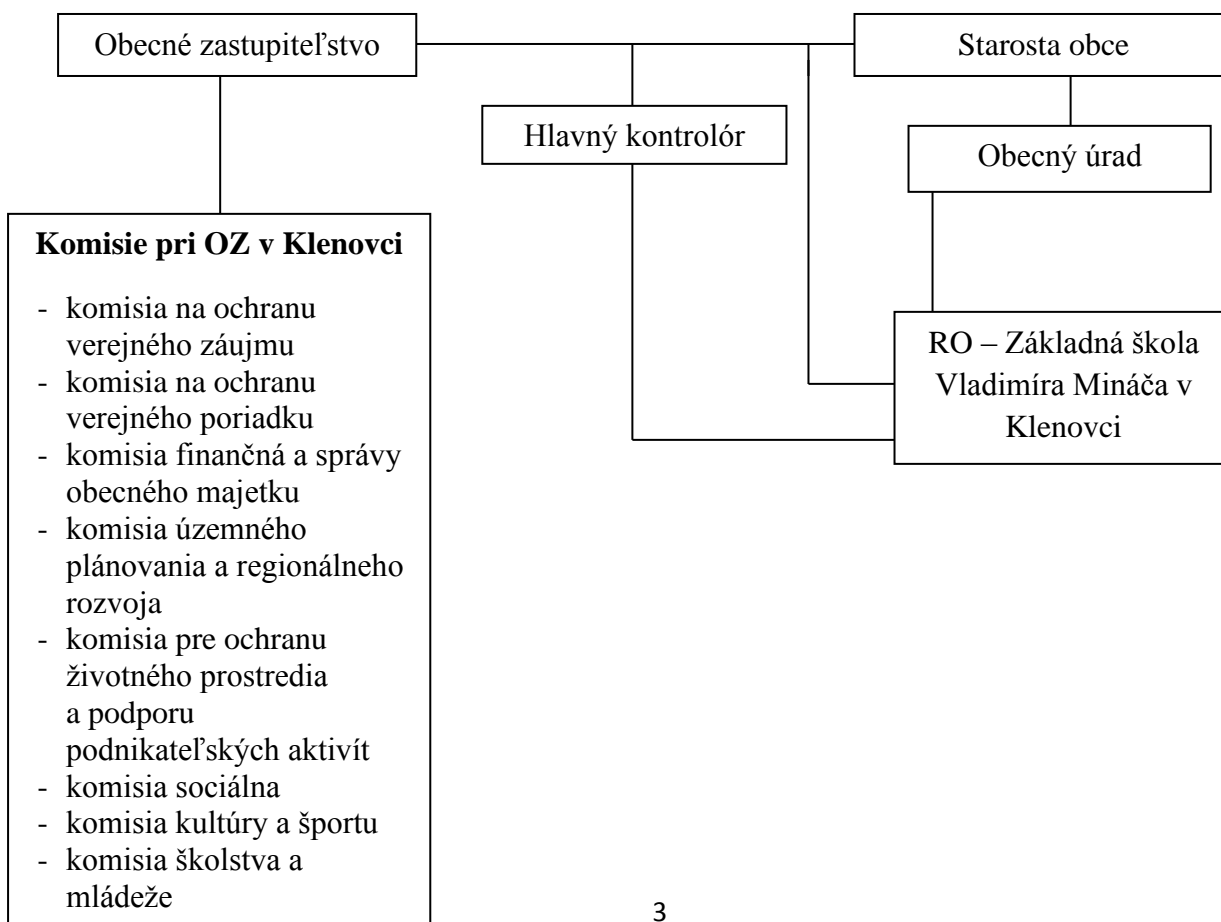 Obecné zastupiteľstvo
Starosta obce
Hlavný kontrolór
Obecný úrad
Komisie pri OZ v Klenovci
- komisia na ochranu
verejného záujmu
- komisia na ochranu
verejného poriadku
- komisia finančná a správy
obecného majetku
- komisia územného
plánovania a regionálneho
rozvoja
- komisia pre ochranu
životného prostredia
a podporu
podnikateľských aktivít
- komisia sociálna
- komisia kultúry a športu
- komisia školstva a
mládeže
RO – Základná škola
Vladimíra Mináča v
Klenovci
3